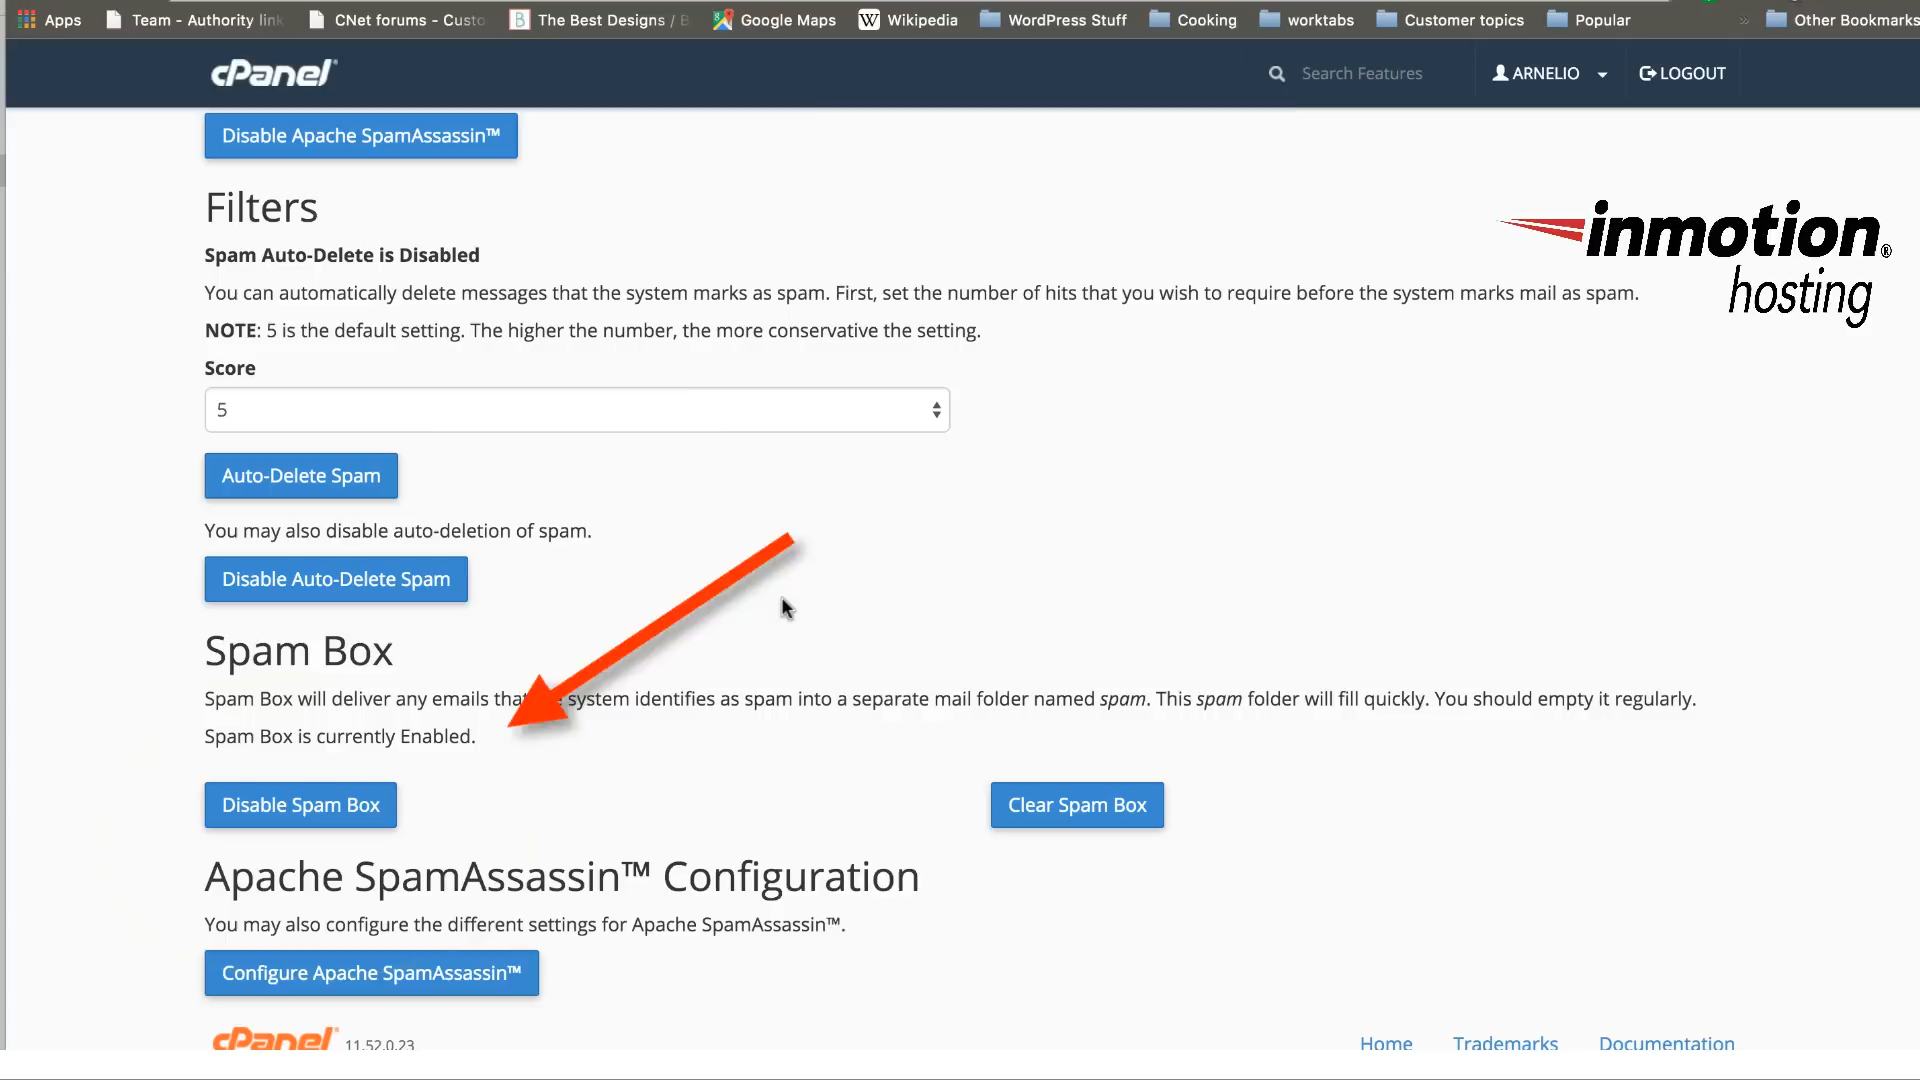 Apps Team - Authority link CNet forums - Custo The Best Designs / B Google Maps Wikipedia WordPress Stuff Cooking worktabs Customer topics Popular » Other Bookmarks
cPanel Search Features ARNELIO LOGOUT
Disable Apache SpamAssassin™
Filters
inmotion®
hosting
Spam Auto-Delete is Disabled
You can automatically delete messages that the system marks as spam. First, set the number of hits that you wish to require before the system marks mail as spam.
NOTE: 5 is the default setting. The higher the number, the more conservative the setting.
Score
5
Auto-Delete Spam
You may also disable auto-deletion of spam.
Disable Auto-Delete Spam
Spam Box
Spam Box will deliver any emails tha system identifies as spam into a separate mail folder named spam. This spam folder will fill quickly. You should empty it regularly.
Spam Box is currently Enabled.
Disable Spam Box Clear Spam Box
Apache SpamAssassin™ Configuration
You may also configure the different settings for Apache SpamAssassin™.
Configure Apache SpamAssassin™
cPanel 11.52.0.23 Home Trademarks Documentation